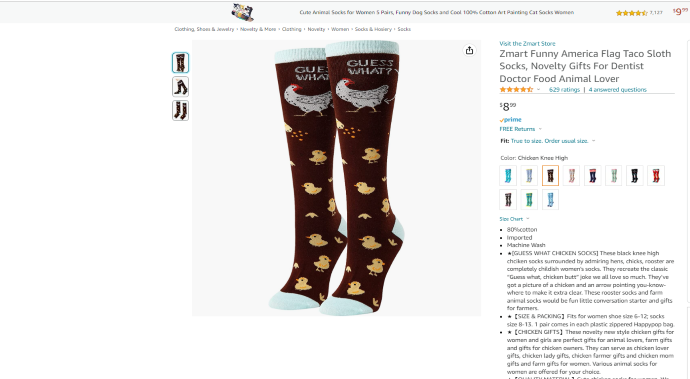 Cute Animal Socks for Women 5 Pairs, Funny Dog Socks and Cool 100% Cotton Art Painting Cat Socks Women
1,127
$9⁹⁹
Clothing, Shoes & Jewelry › Novelty & More › Clothing › Novelty › Women › Socks & Hosiery › Socks
GUESS
WHAT?
GUESS
WHAT?
Visit the Zmart Store
Zmart Funny America Flag Taco Sloth
Socks, Novelty Gifts For Dentist
Doctor Food Animal Lover
629 ratings | 4 answered questions
$8⁹⁹
prime
FREE Returns
Fit: True to size. Order usual size.
Color: Chicken Knee High
Size Chart
• 80%cotton
• Imported
• Machine Wash
• ★[GUESS WHAT CHICKEN SOCKS] These black knee high
chciken socks surrounded by admiring hens, chicks, rooster are
completely childish women's socks. They recreate the classic
"Guess what, chicken butt" joke we all love so much. They've
got a picture of a chicken and an arrow pointing you-know-
where to make it extra clear. These rooster socks and farm
animal socks would be fun little conversation starter and gifts
for farmers.
• ★【SIZE & PACKING】Fits for women shoe size 6-12; socks
size 8-13. 1 pair comes in each plastic zippered Happypop bag.
• ★【CHICKEN GIFTS】These novelty new style chicken gifts for
women and girls are perfect gifts for animal lovers, farm gifts
and gifts for chicken owners. They can serve as chicken lover
gifts, chicken lady gifts, chicken farmer gifts and chicken mom
gifts and farm gifts for women. Various animal socks for
women are offered for your choice.